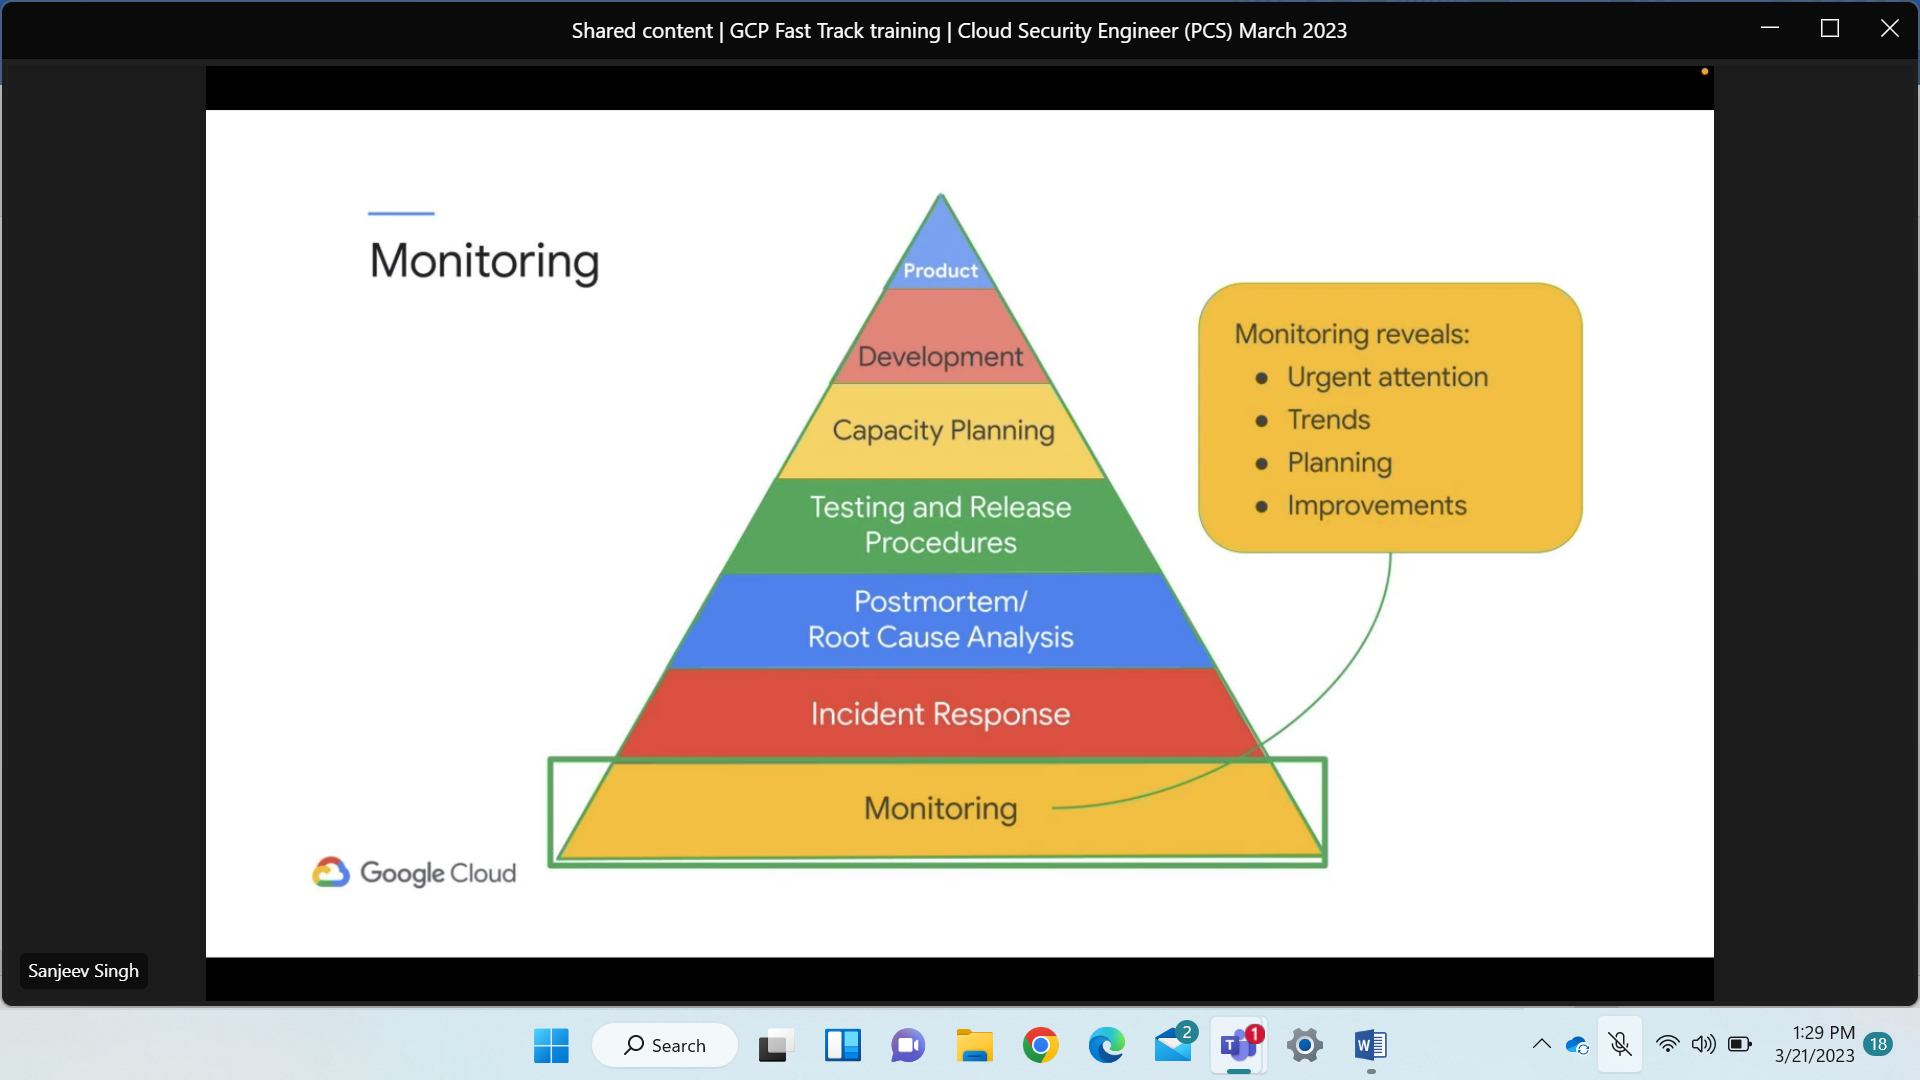 Shared content | GCP Fast Track training | Cloud Security Engineer (PCS) March 2023
Monitoring
Product
Development
Capacity Planning
Testing and Release
Procedures
Postmortem/
Root Cause Analysis
Incident Response
Monitoring
Monitoring reveals:
● Urgent attention
● Trends
● Planning
● Improvements
Google Cloud
Sanjeev Singh
Search
2
T
1
W
1:29 PM
3/21/2023
18